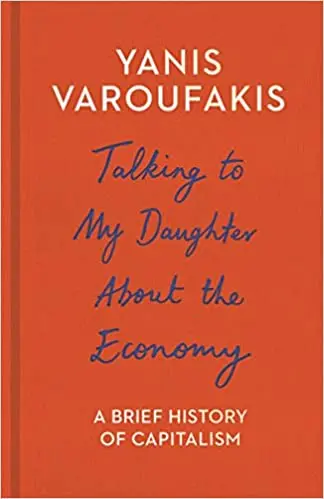 YANIS
VAROUFAKIS
Talking to
My Daughter
About the
Economy
A BRIEF HISTORY
OF CAPITALISM